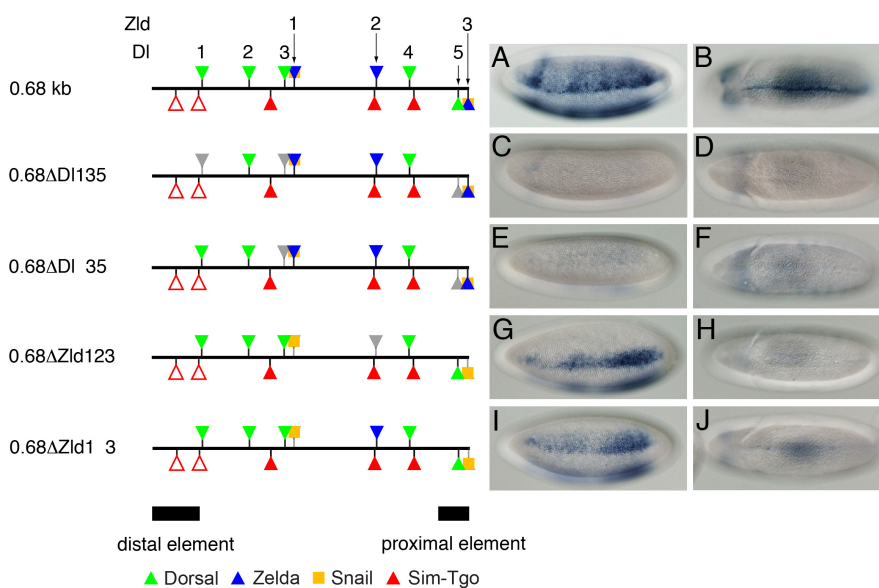 Zld 1 2 3
Dl 1 2 3 4 5
0.68 kb
A B
0.68ΔDl135
C D
0.68ΔDl 35
E F
0.68ΔZld123
G H
0.68ΔZld1 3
I J
distal element proximal element
Dorsal Zelda Snail Sim-Tgo